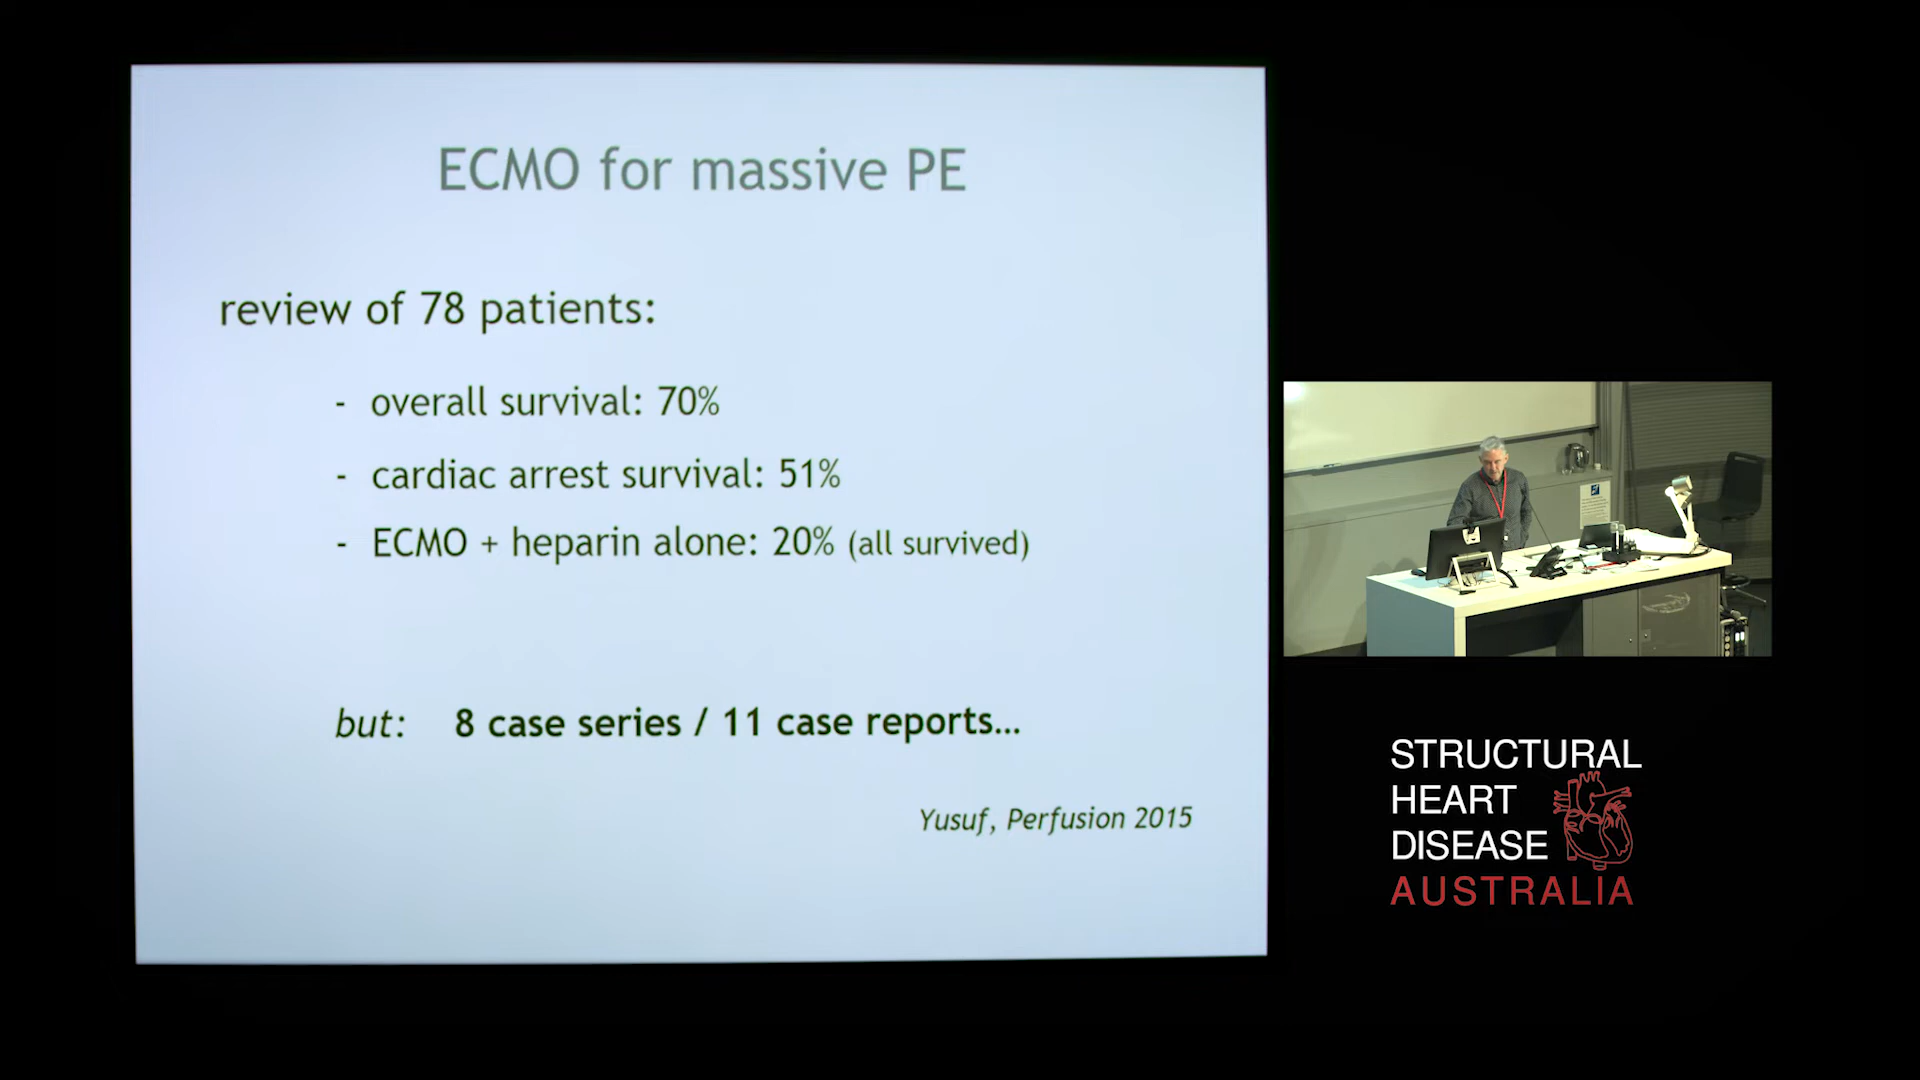 ECMO for massive PE
review of 78 patients:
- overall survival: 70%
- cardiac arrest survival: 51%
- ECMO + heparin alone: 20% (all survived)
but: 8 case series / 11 case reports...
Yusuf, Perfusion 2015
STRUCTURAL
HEART
DISEASE
AUSTRALIA